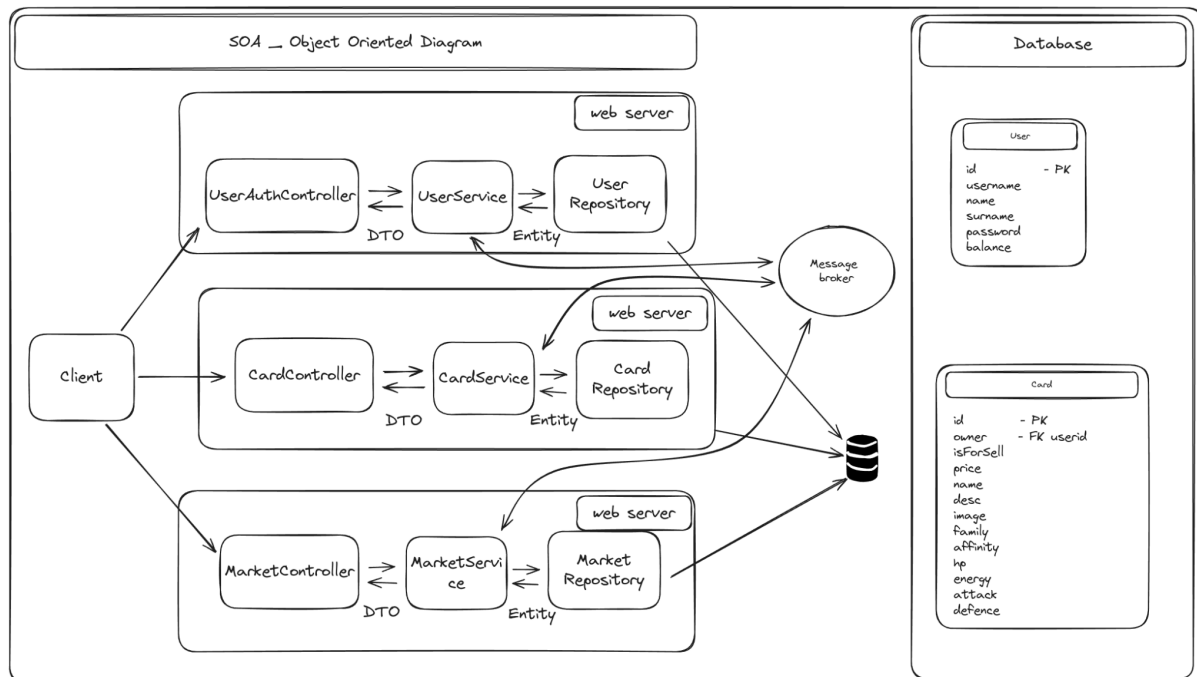 SOA _ Object Oriented Diagram
web server
UserAuthController
UserService
User
Repository
DTO
Entity
Message
broker
web server
Client
CardController
CardService
Card
Repository
DTO
Entity
web server
MarketController
MarketServi
ce
Market
Repository
DTO
Entity
Database
User
id - PK
username
name
surname
password
balance
Card
id - PK
owner - FK userid
isForSell
price
name
desc
image
family
affinity
hp
energy
attack
defence